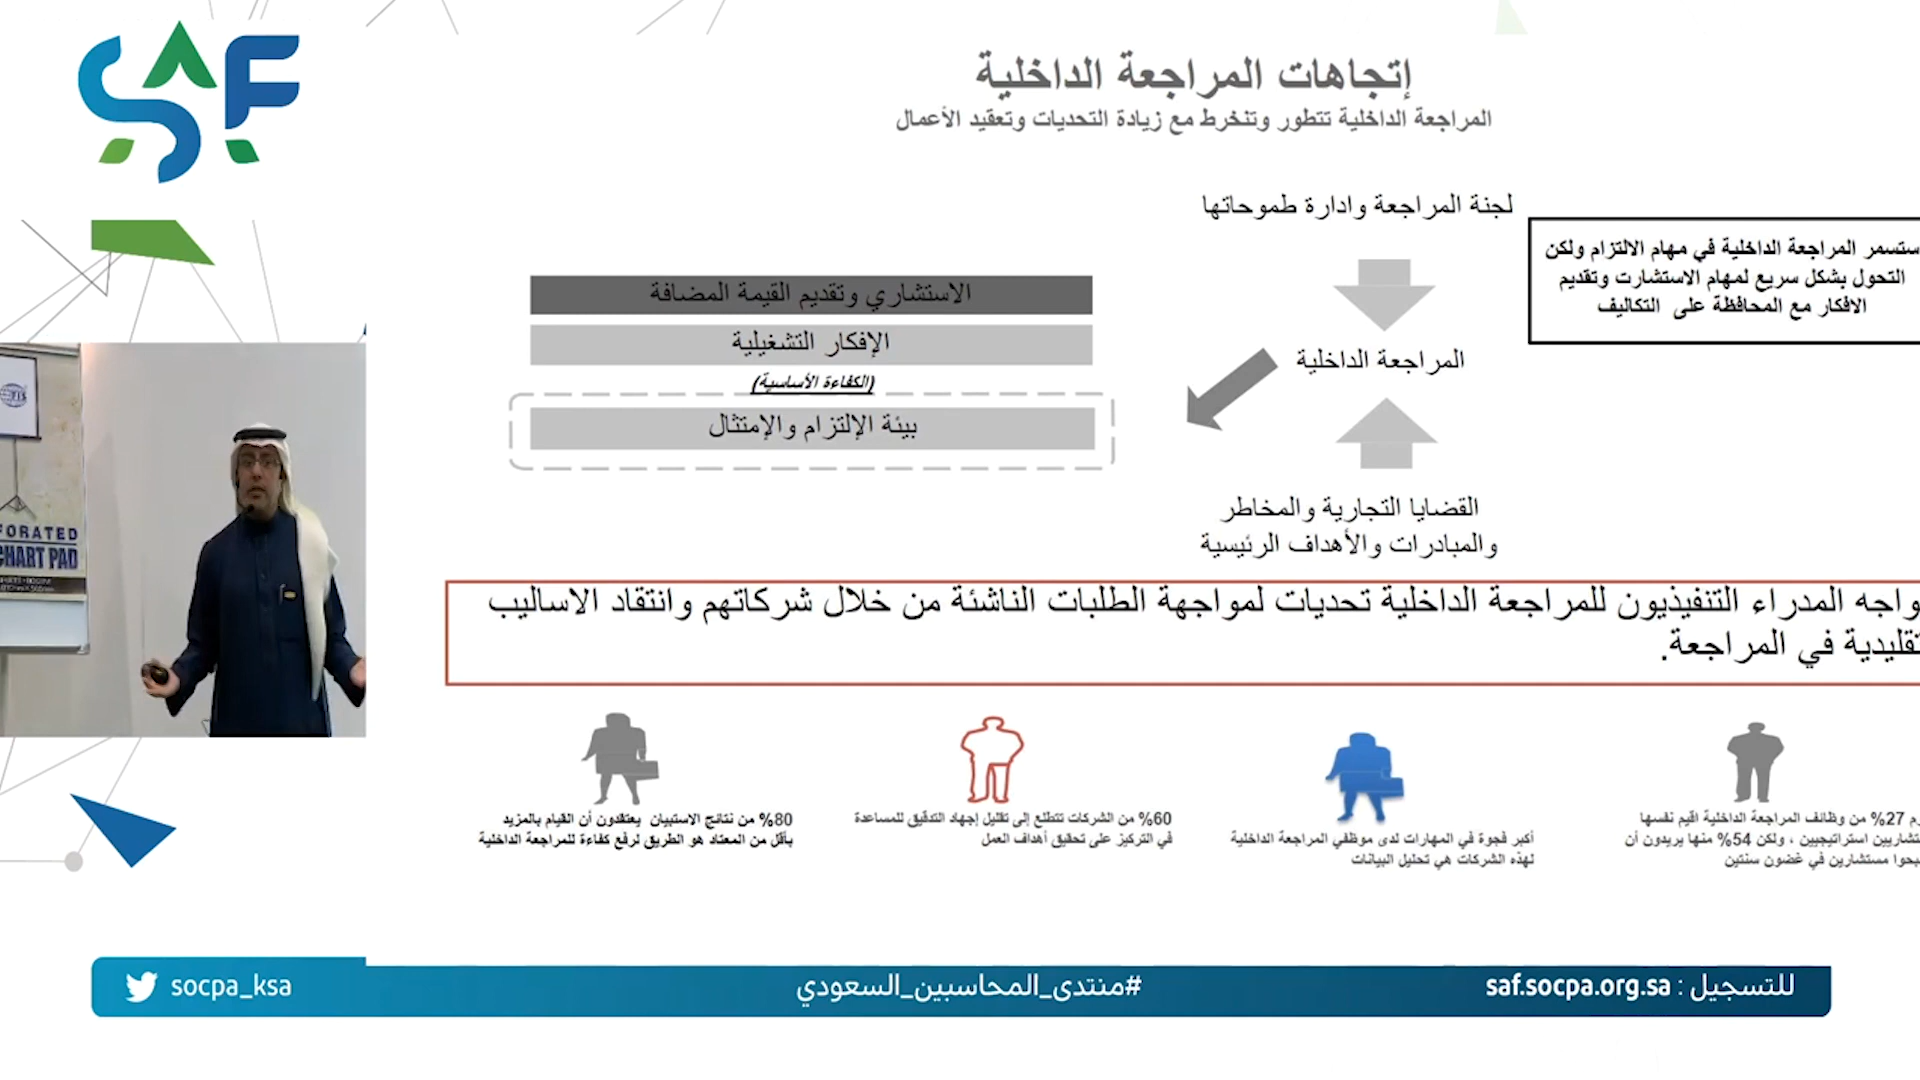 SAF
إتجاهات المراجعة الداخلية
المراجعة الداخلية تتطور وتنخرط مع زيادة التحديات وتعقيد الأعمال
لجنة المراجعة وادارة طموحاتها
ستسمر المراجعة الداخلية في مهام الالتزام ولكن
التحول بشكل سريع لمهام الاستشارت وتقديم
الافكار مع المحافظة على التكاليف
المراجعة الداخلية
القضايا التجارية والمخاطر
والمبادرات والأهداف الرئيسية
الاستشاري وتقديم القيمة المضافة
الإفكار التشغيلية
(الكفاءة الأساسية)
بيئة الإلتزام والإمتثال
واجه المدراء التنفيذيون للمراجعة الداخلية تحديات لمواجهة الطلبات الناشئة من خلال شركاتهم وانتقاد الاساليب
تقليدية في المراجعة.
27% من وظائف المراجعة الداخلية اقيم نفسها
استراتيجيين ، ولكن 54% منها يريدون أن
مستشارين في غضون سنتين
أكبر فجوة في المهارات لدى موظفي المراجعة الداخلية
لهذه الشركات هي تحليل البيانات
60% من الشركات تتطلع إلى تقليل إجهاد التدقيق للمساعدة
في التركيز على تحقيق أهداف العمل
80% من نتائج الاستبيان يعتقدون أن القيام بالمزيد
بأقل من المعتاد هو الطريق لرفع كفاءة للمراجعة الداخلية
FORATED
CHART PAD
للتسجيل : saf.socpa.org.sa
#منتدى_المحاسبين_السعودي
socpa_ksa